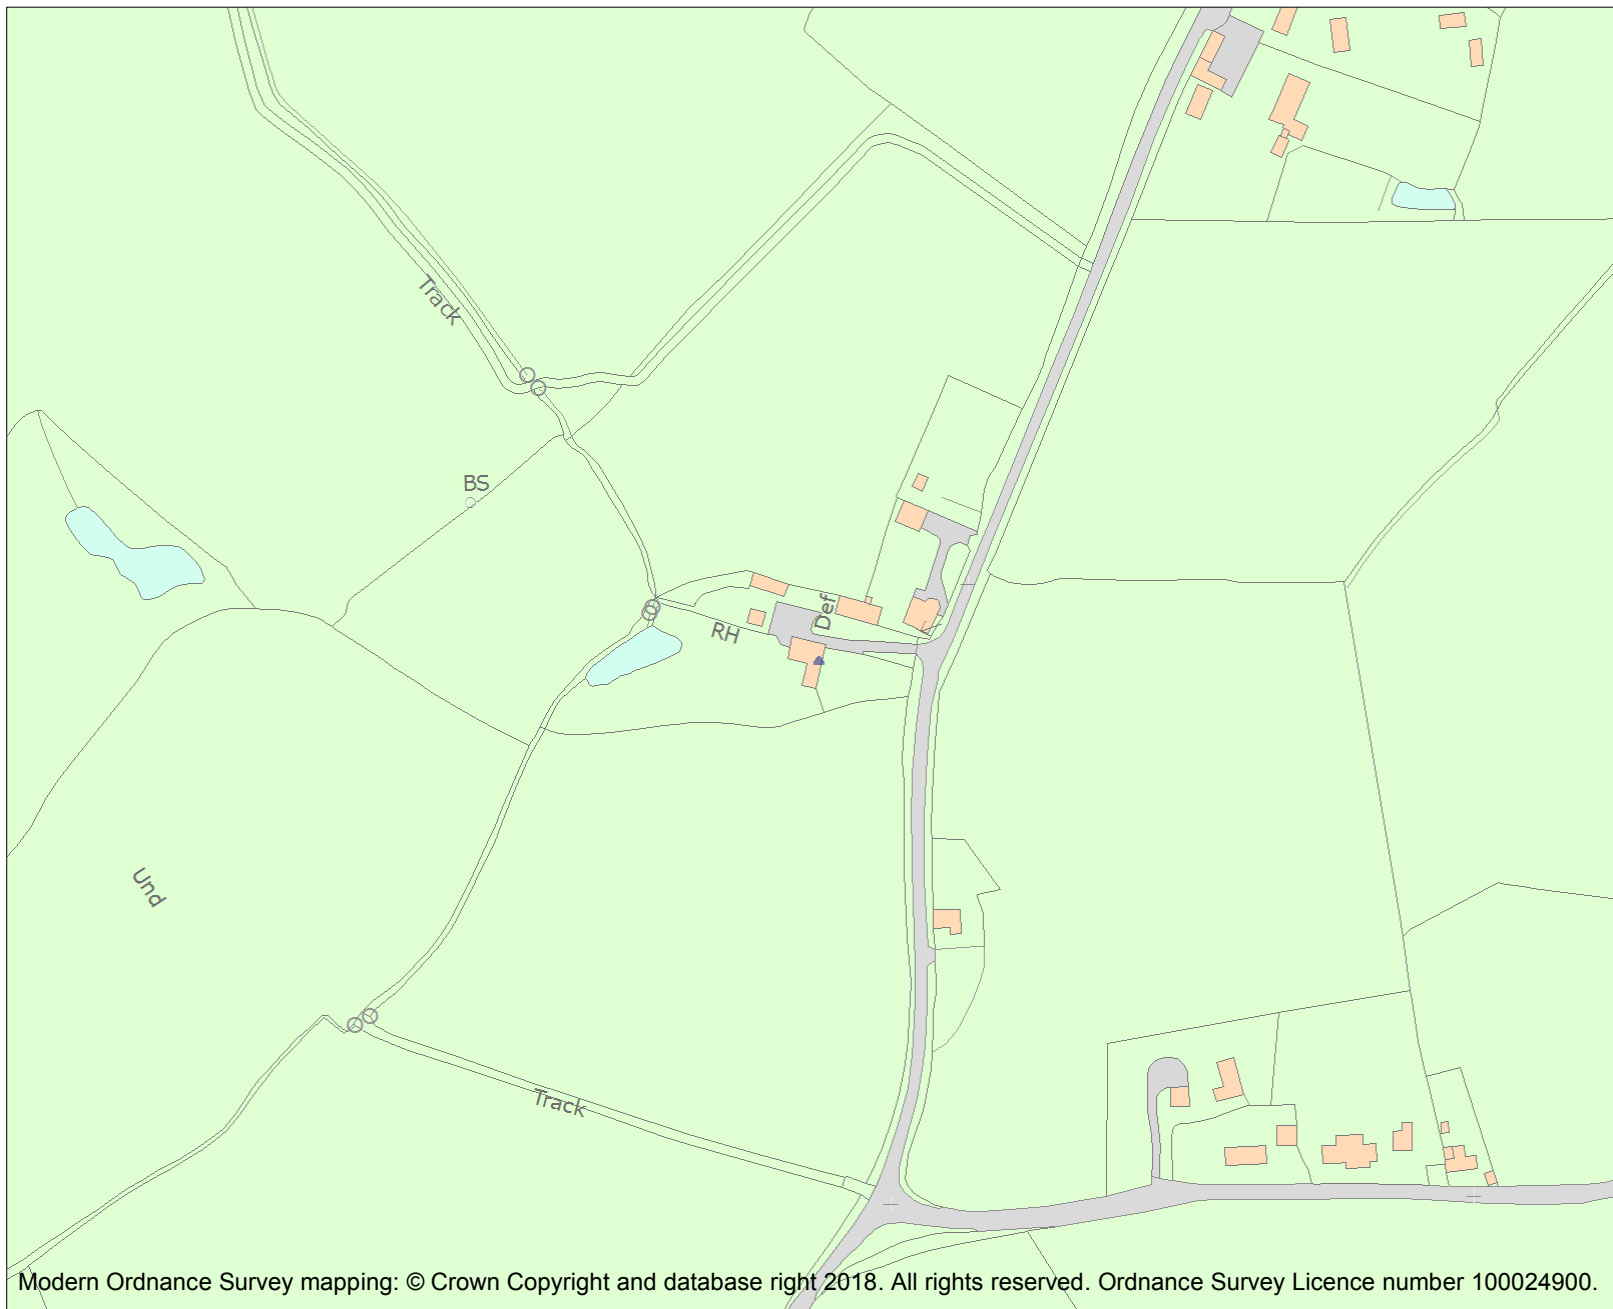 Track
BS
Def
RH
Und
Track
Modern Ordnance Survey mapping: © Crown Copyright and database right 2018. All rights reserved. Ordnance Survey Licence number 100024900.